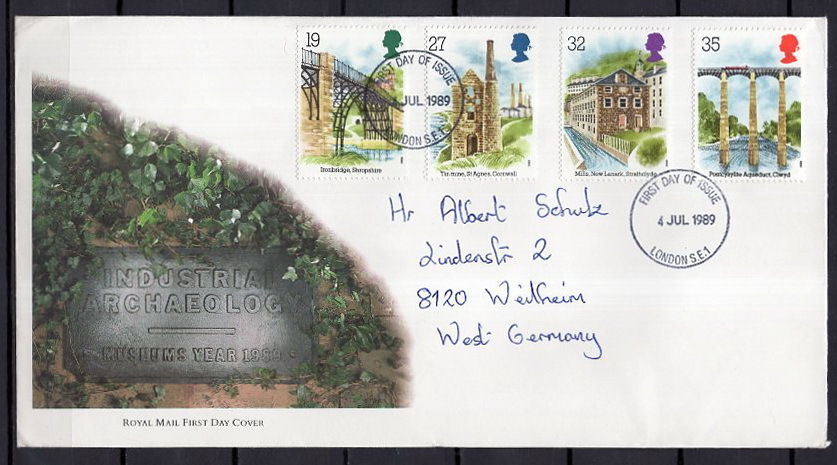 19
27
32
35
Ironbridge, Shropshire
Tin mine, St Agnes, Cornwall
Mills, New Lanark, Strathclyde
Pontcysyllte Aqueduct, Clwyd
FIRST DAY OF ISSUE
4 JUL 1989
LONDON S.E.1
FIRST DAY OF ISSUE
4 JUL 1989
LONDON S.E.1
Hr Albert Schulz
Lindenstr 2
8120 Weilheim
West Germany
INDUSTRIAL
ARCHAEOLOGY
MUSEUMS YEAR 1989
ROYAL MAIL FIRST DAY COVER